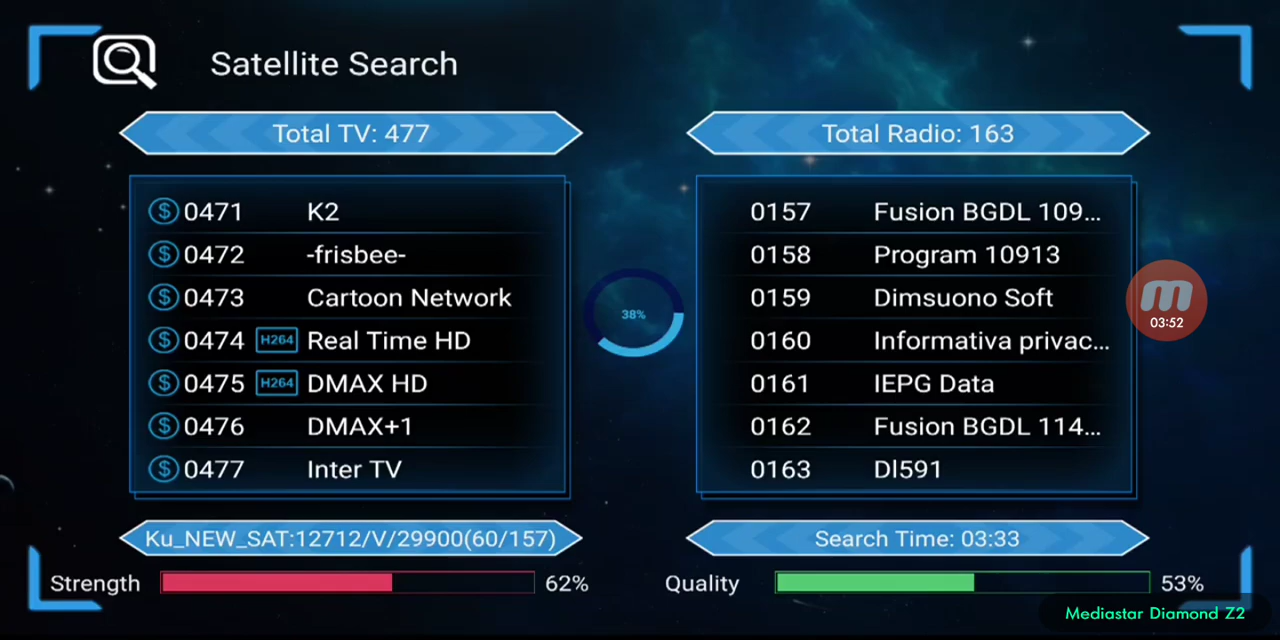 Satellite Search
Total TV: 477
0471 K2
0472 -frisbee-
0473 Cartoon Network
0474 H264 Real Time HD
0475 H264 DMAX HD
0476 DMAX+1
0477 Inter TV
38%
Total Radio: 163
0157 Fusion BGDL 109...
0158 Program 10913
0159 Dimsuono Soft
0160 Informativa privac...
0161 IEPG Data
0162 Fusion BGDL 114...
0163 Dl591
03:52
Ku_NEW_SAT:12712/V/29900(60/157)
Search Time: 03:33
Strength 62%
Quality 53%
Mediastar Diamond Z2